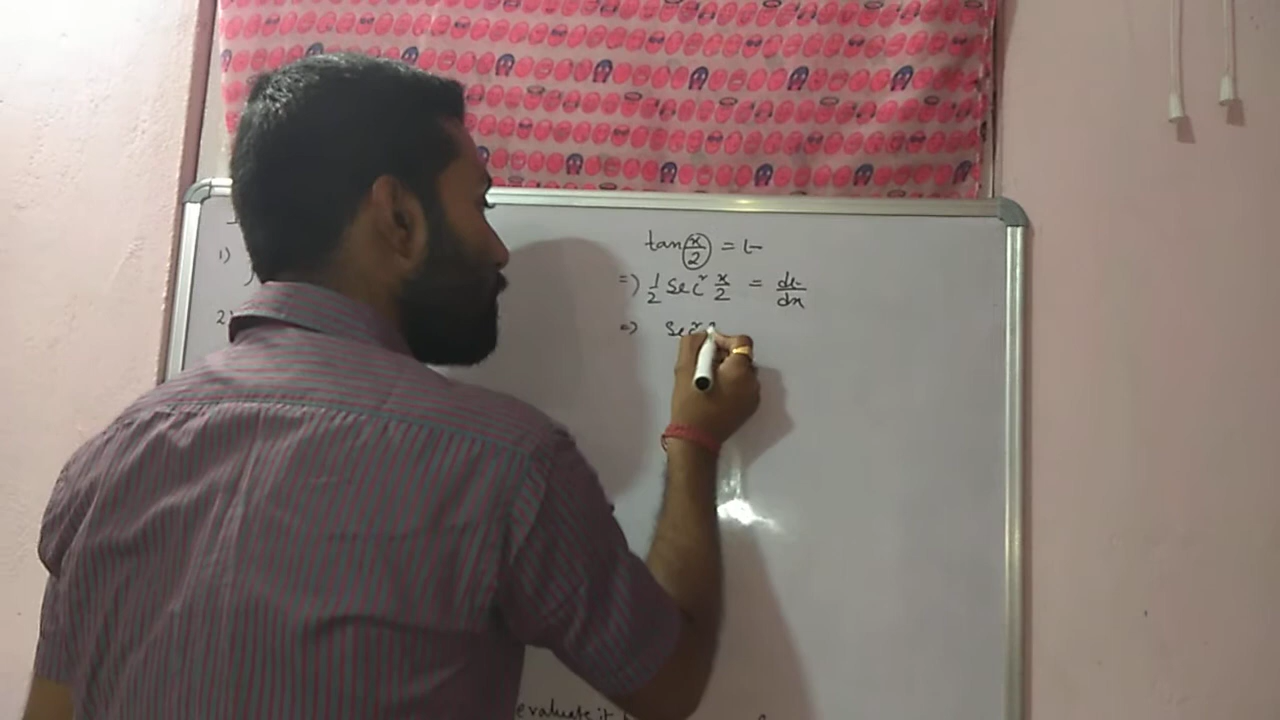 1)
2)
tan x/2 = t
=> 1/2 sec² x/2 = dt/dx
=> sec²
evaluate it